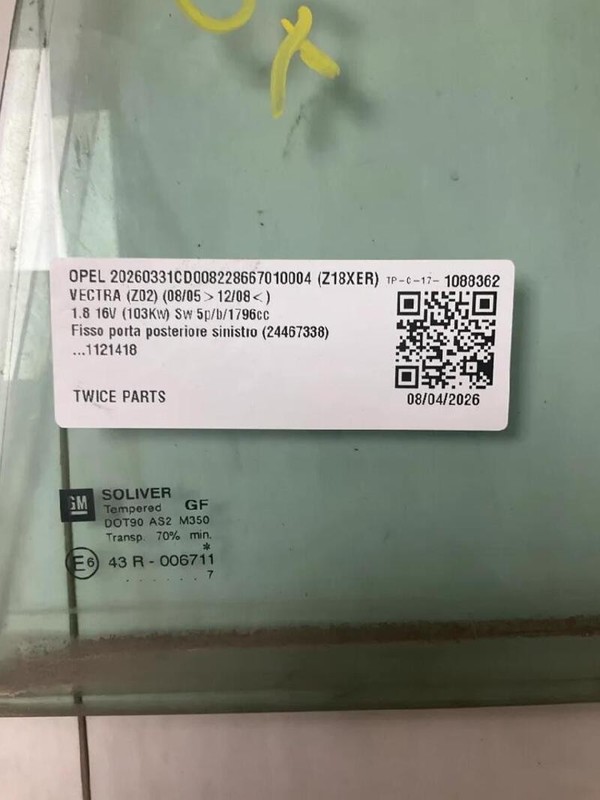 OPEL 20260331CD008228667010004 (Z18XER) TP-C-17- 1088362
VECTRA (Z02) (08/05 > 12/08 < )
1.8 16V (103Kw) Sw 5p/b/1796cc
Fisso porta posteriore sinistro (24467338)
...1121418
TWICE PARTS
08/04/2026
GM
SOLIVER
Tempered GF
DOT90 AS2 M350
Transp. 70% min.
*
E6 43 R - 006711
. . . . . . 7